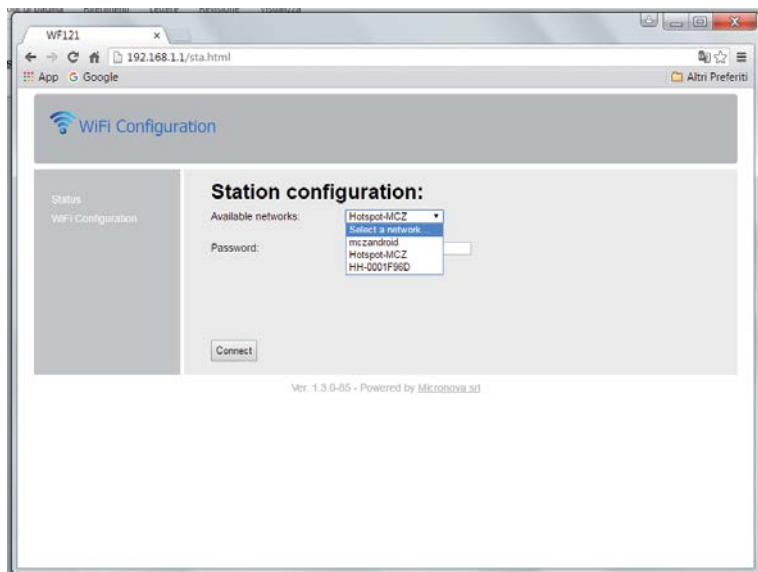 WF121
192.168.1.1/sta.html
App Google Altri Preferiti
WiFi Configuration
Status
WiFi Configuration
Station configuration:
Available networks: Hotspot-MCZ
Select a network...
mczandroid
Password:
Hotspot-MCZ
HH-0001F96D
Connect
Ver. 1.3.0-85 - Powered by Micronova srl